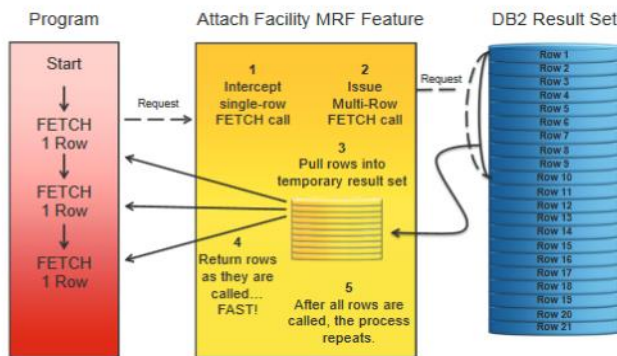 Program
Start
FETCH
1 Row
FETCH
1 Row
FETCH
1 Row
Request
Attach Facility MRF Feature
1
Intercept
single-row
FETCH call
2
Issue
Multi-Row
FETCH call
3
Pull rows into
temporary result set
4
Return rows
as they are
called…
FAST!
5
After all rows are
called, the process
repeats.
Request
DB2 Result Set
Row 1
Row 2
Row 3
Row 4
Row 5
Row 6
Row 7
Row 8
Row 9
Row 10
Row 11
Row 12
Row 13
Row 14
Row 15
Row 16
Row 17
Row 18
Row 19
Row 20
Row 21